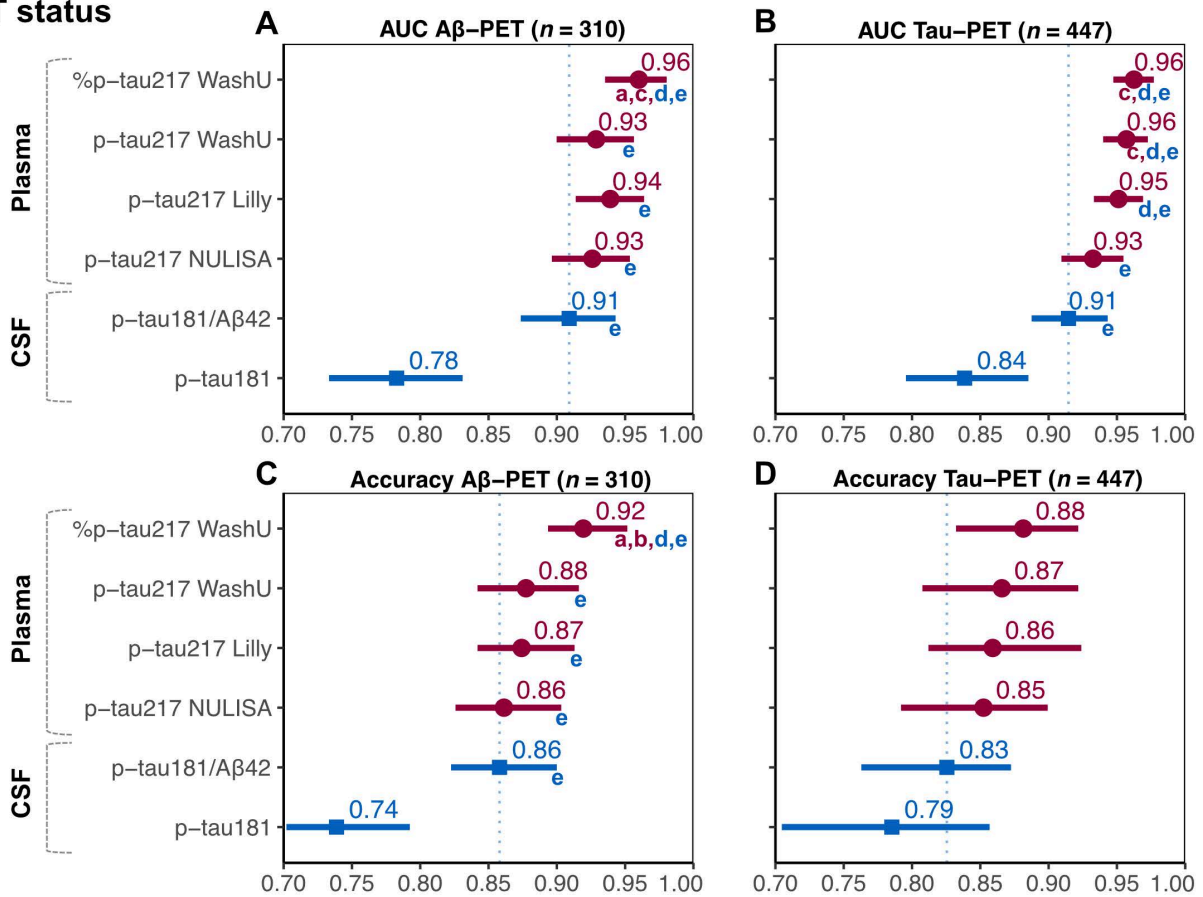 T status
A
AUC Aβ−PET (n = 310)
B
AUC Tau−PET (n = 447)
Plasma
CSF
%p−tau217 WashU
0.96
a,c,d,e
p−tau217 WashU
0.93
e
p−tau217 Lilly
0.94
e
p−tau217 NULISA
0.93
e
p−tau181/Aβ42
0.91
e
p−tau181
0.78
0.70 0.75 0.80 0.85 0.90 0.95 1.00
0.96
c,d,e
0.96
c,d,e
0.95
d,e
0.93
e
0.91
e
0.84
0.70 0.75 0.80 0.85 0.90 0.95 1.00
C
Accuracy Aβ−PET (n = 310)
D
Accuracy Tau−PET (n = 447)
Plasma
CSF
%p−tau217 WashU
0.92
a,b,d,e
p−tau217 WashU
0.88
e
p−tau217 Lilly
0.87
e
p−tau217 NULISA
0.86
e
p−tau181/Aβ42
0.86
e
p−tau181
0.74
0.70 0.75 0.80 0.85 0.90 0.95 1.00
0.88
0.87
0.86
0.85
0.83
0.79
0.70 0.75 0.80 0.85 0.90 0.95 1.00